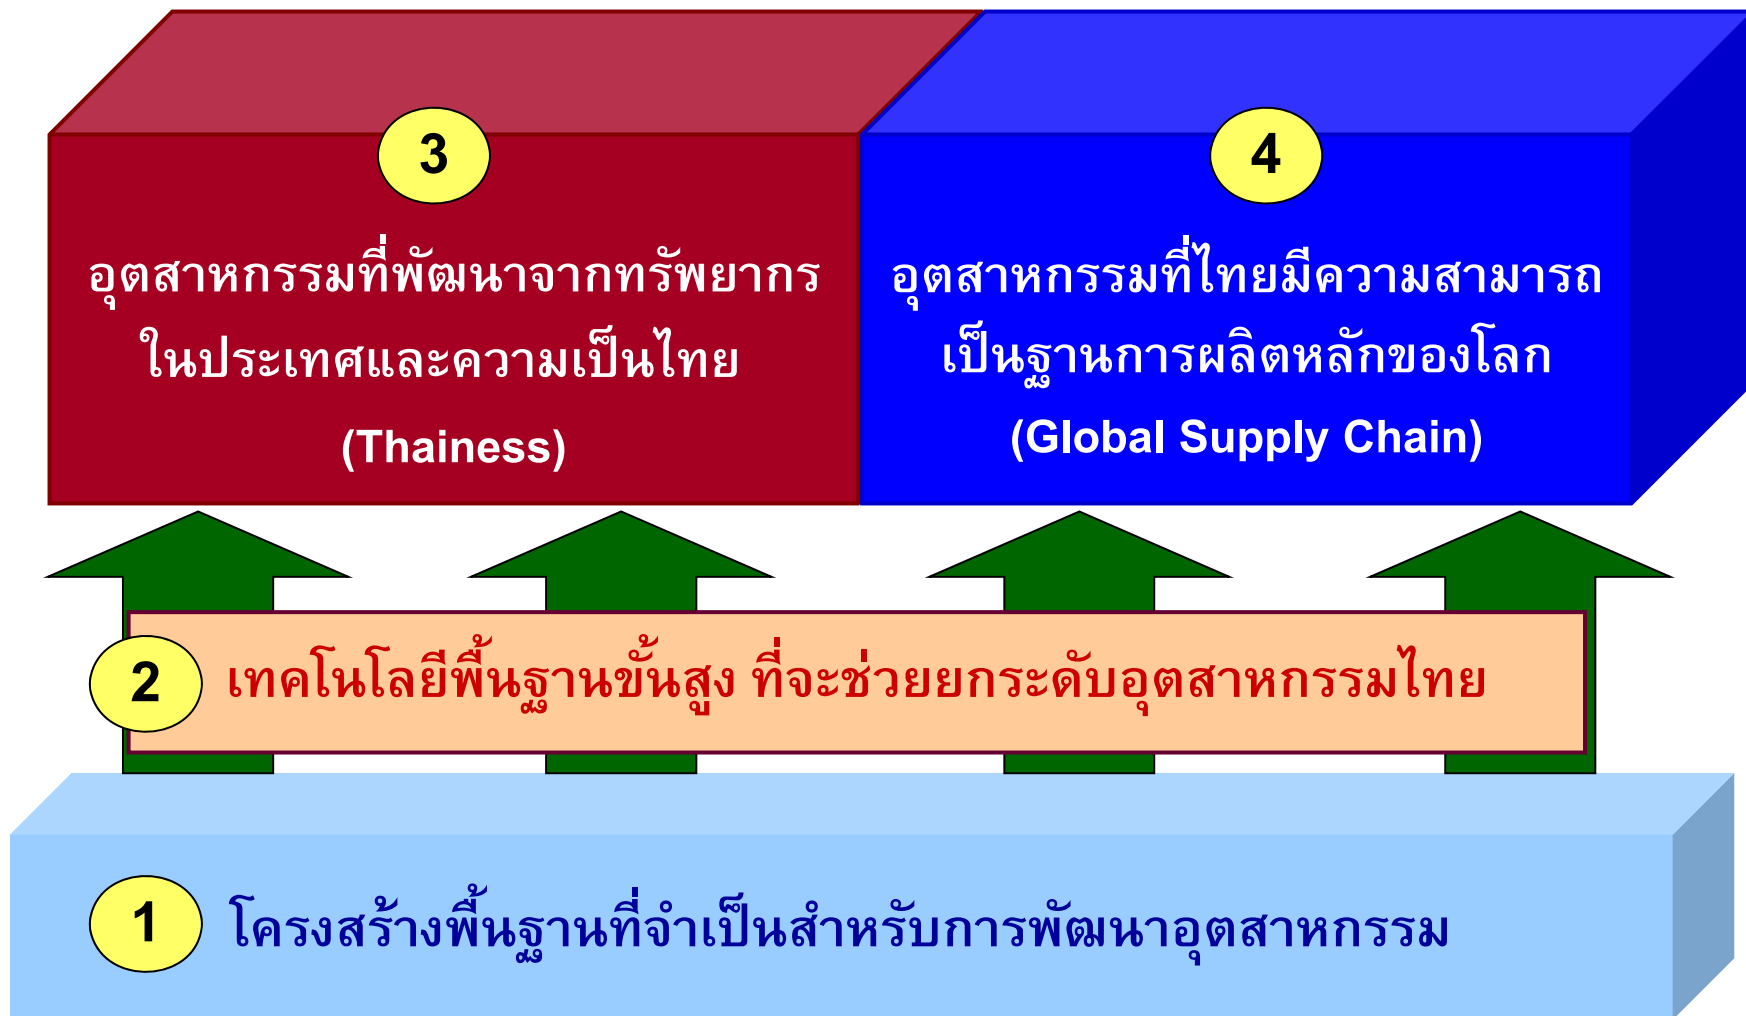 3
อุตสาหกรรมที่พัฒนาจากทรัพยากร
ในประเทศและความเป็นไทย
(Thainess)
4
อุตสาหกรรมที่ไทยมีความสามารถ
เป็นฐานการผลิตหลักของโลก
(Global Supply Chain)
2 เทคโนโลยีพื้นฐานขั้นสูง ที่จะช่วยยกระดับอุตสาหกรรมไทย
1 โครงสร้างพื้นฐานที่จำเป็นสำหรับการพัฒนาอุตสาหกรรม